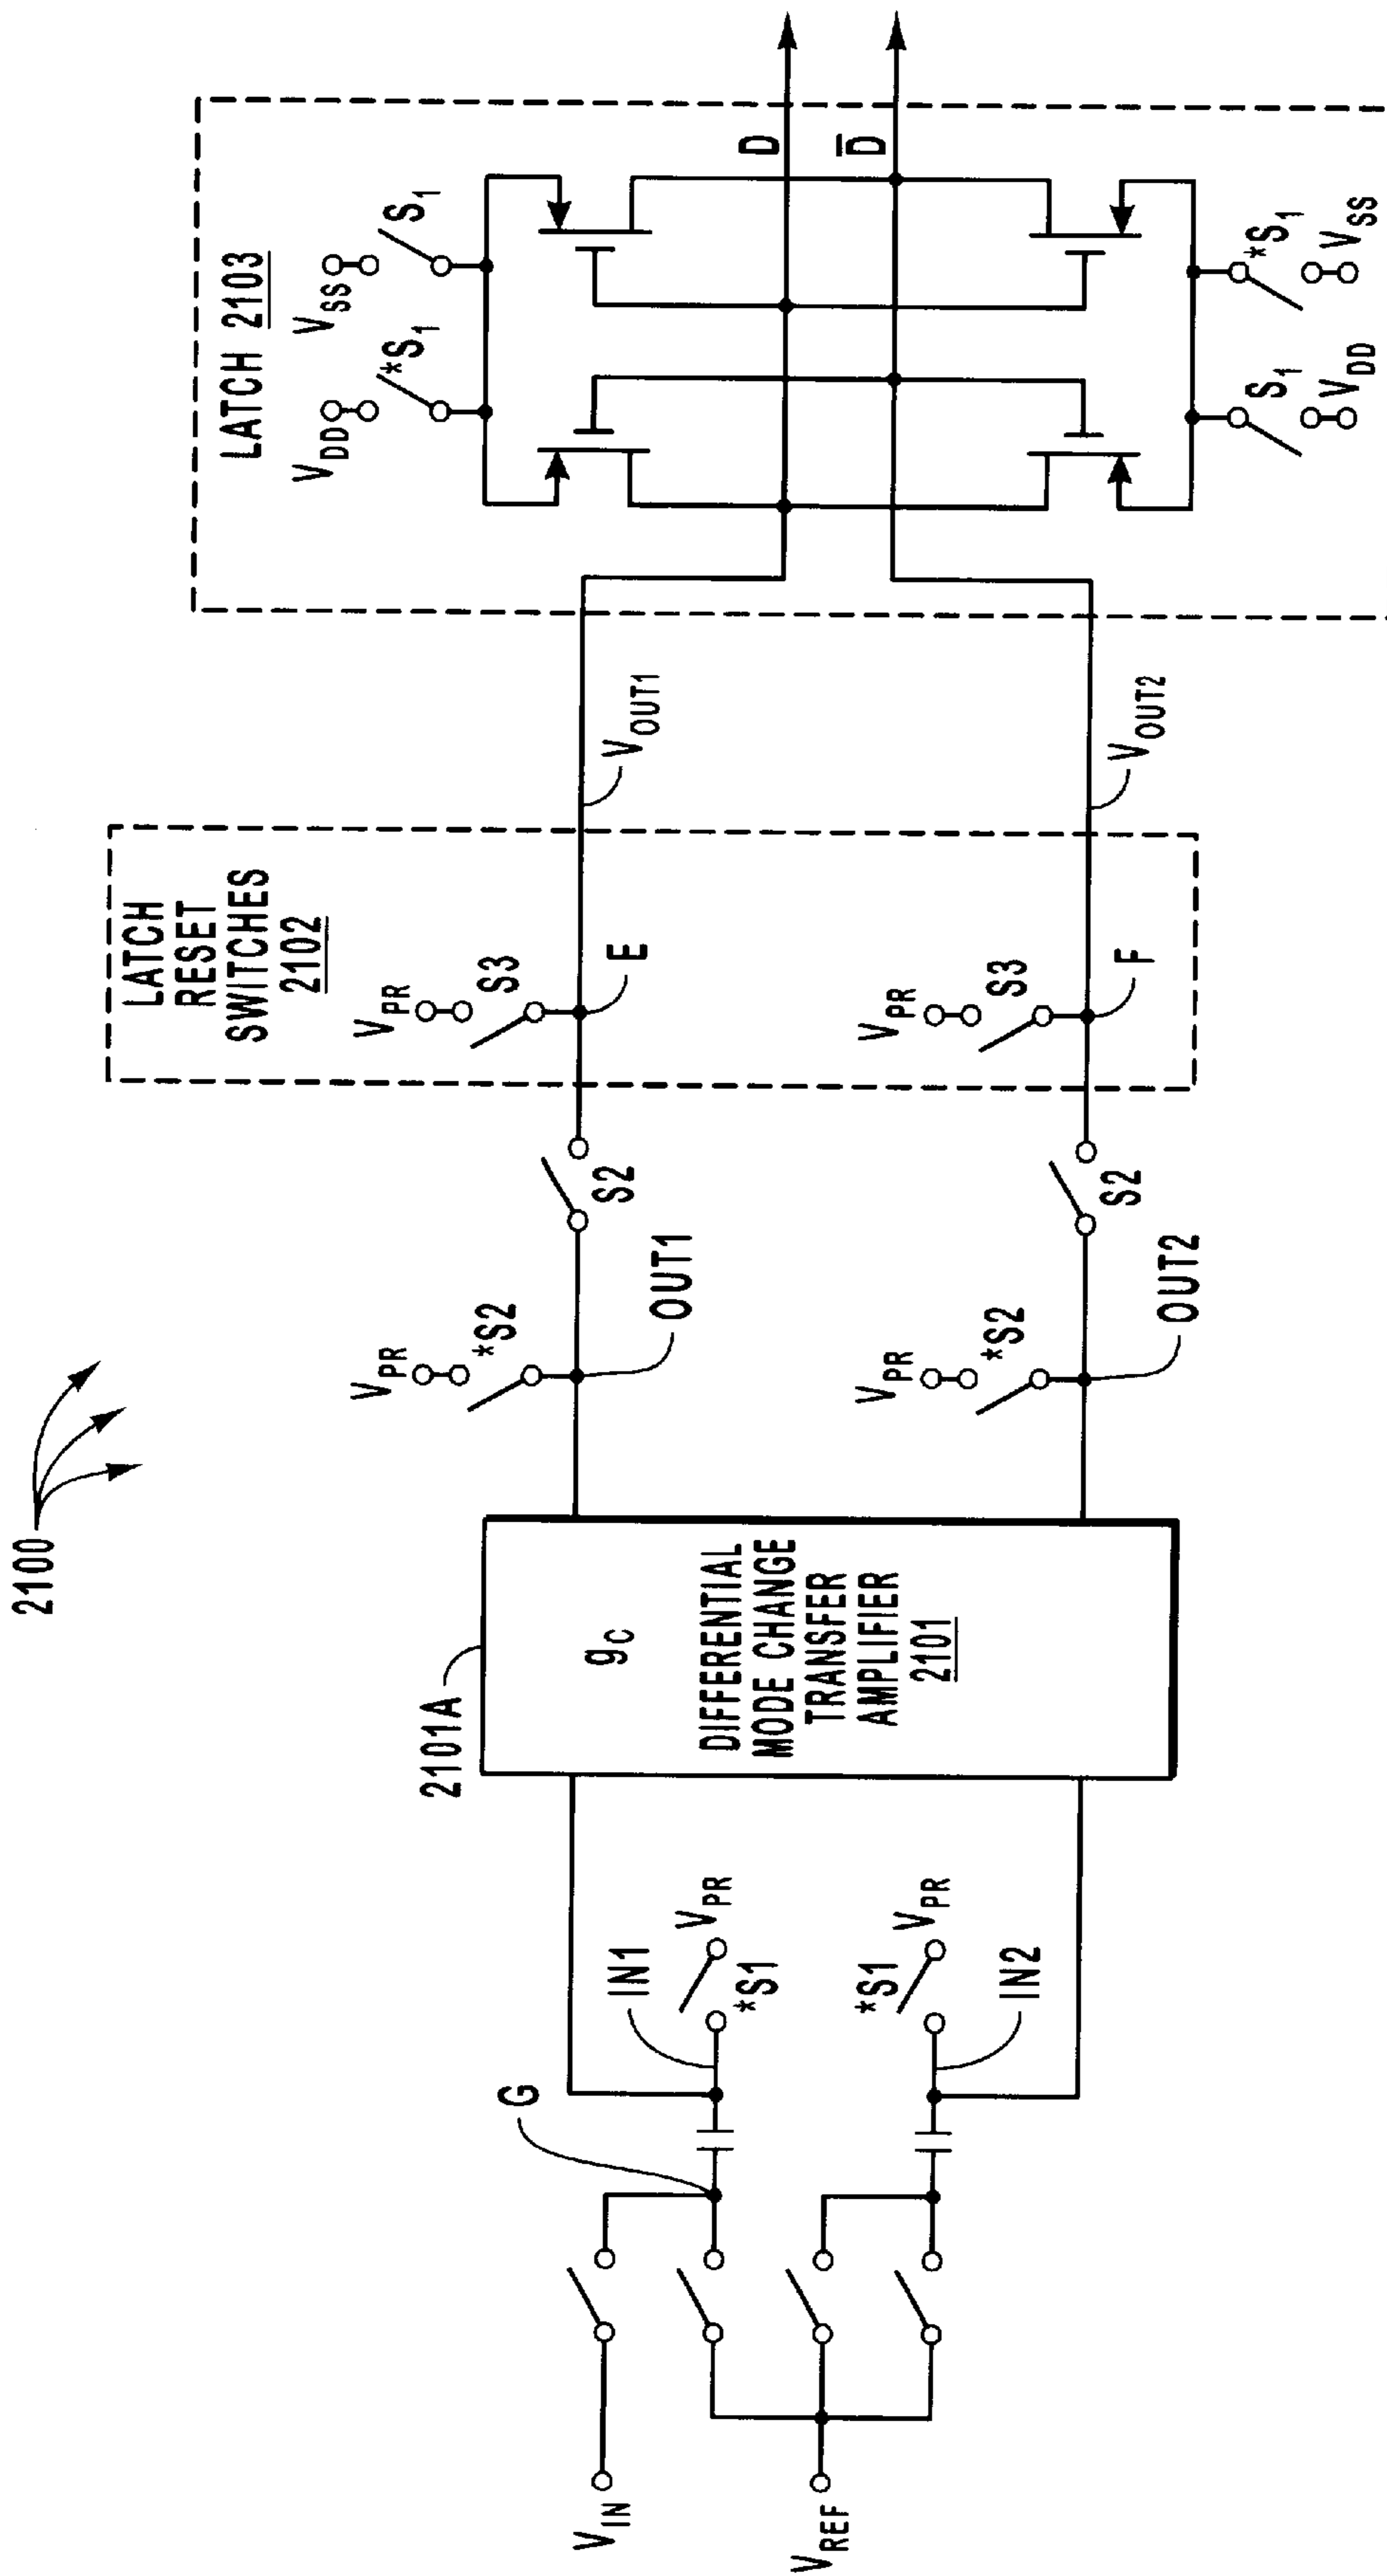 2100
V_IN
V_REF
G
IN1
*S1
V_PR
*S1
V_PR
IN2
2101A
g_C
DIFFERENTIAL
MODE CHANGE
TRANSFER
AMPLIFIER
2101
V_PR
*S2
OUT1
S2
V_PR
*S2
OUT2
S2
LATCH
RESET
SWITCHES
2102
V_PR
S3
E
V_PR
S3
F
V_OUT1
V_OUT2
LATCH 2103
V_DD
*S_1
V_SS
S_1
D
D̅
S_1
V_DD
*S_1
V_SS